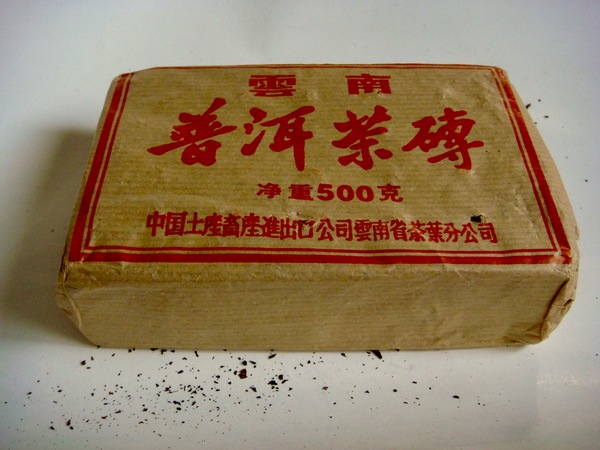 雲南
普洱茶磚
净重500克
中国土産畜産進出口公司雲南省茶葉分公司